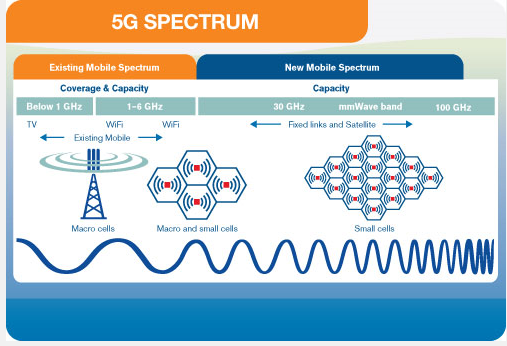 5G SPECTRUM
Existing Mobile Spectrum
New Mobile Spectrum
Coverage & Capacity
Capacity
Below 1 GHz
1–6 GHz
30 GHz
mmWave band
100 GHz
TV
WiFi
WiFi
Fixed links and Satellite
Existing Mobile
Macro cells
Macro and small cells
Small cells